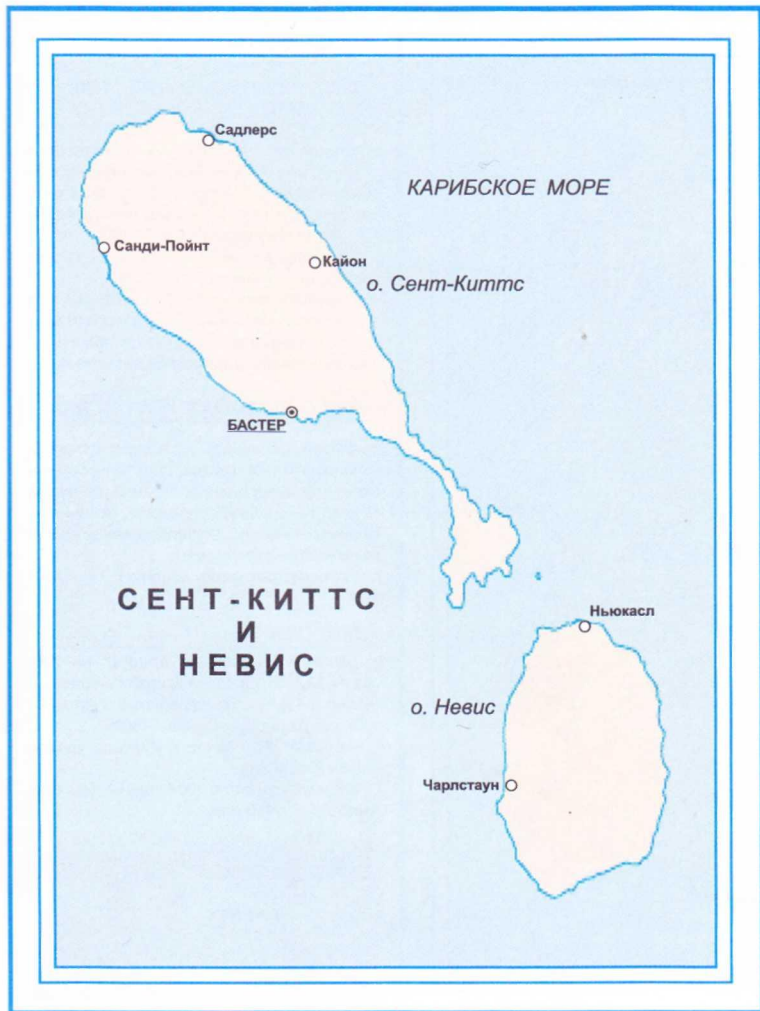 Садлерс
КАРИБСКОЕ МОРЕ
Санди-Пойнт
Кайон
о. Сент-Киттс
БАСТЕР
СЕНТ-КИТТС
И
НЕВИС
Ньюкасл
о. Невис
Чарлстаун